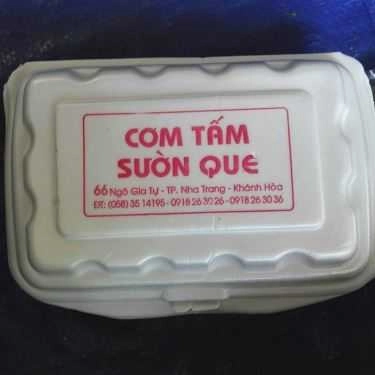 CƠM TẤM
SƯỜN QUE
66 Ngô Gia Tự - TP. Nha Trang - Khánh Hòa
ĐT: (058) 35 14195 - 0918 26 30 26 - 0918 26 30 36